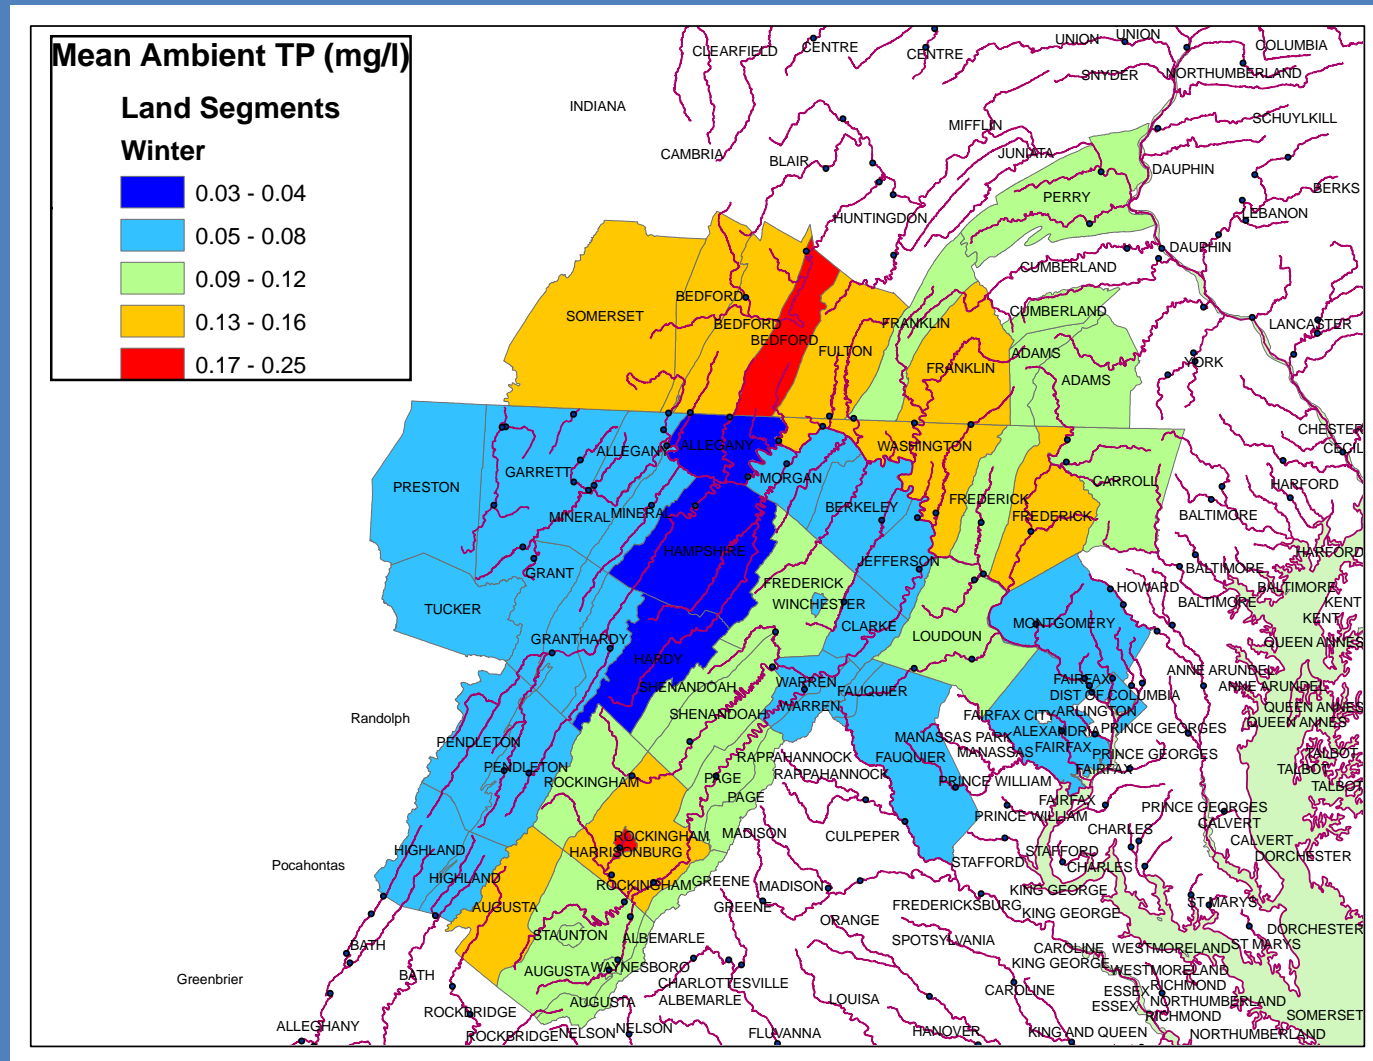 Mean Ambient TP (mg/l)
Land Segments
Winter
0.03 - 0.04
0.05 - 0.08
0.09 - 0.12
0.13 - 0.16
0.17 - 0.25
CLEARFIELD
CENTRE
CENTRE
UNION
UNION
COLUMBIA
SNYDER
NORTHUMBERLAND
INDIANA
MIFFLIN
SCHUYLKILL
CAMBRIA
BLAIR
JUNIATA
DAUPHIN
PERRY
BERKS
HUNTINGDON
LEBANON
DAUPHIN
CUMBERLAND
BEDFORD
SOMERSET
BEDFORD
BEDFORD
FULTON
FRANKLIN
CUMBERLAND
LANCASTER
FRANKLIN
ADAMS
ADAMS
YORK
CHESTER
CECIL
ALLEGANY
ALLEGANY
WASHINGTON
GARRETT
PRESTON
MORGAN
CARROLL
HARFORD
MINERAL
MINERAL
BERKELEY
FREDERICK
FREDERICK
BALTIMORE
HAMPSHIRE
HARFORD
GRANT
JEFFERSON
BALTIMORE
FREDERICK
HOWARD
BALTIMORE
TUCKER
WINCHESTER
BALTIMORE
KENT
KENT
GRANT
HARDY
CLARKE
LOUDOUN
MONTGOMERY
QUEEN ANNES
HARDY
SHENANDOAH
WARREN
FAUQUIER
FAIRFAX
ANNE ARUNDEL
ANNE ARUNDEL
DIST OF COLUMBIA
WARREN
Randolph
SHENANDOAH
FAIRFAX CITY
ARLINGTON
QUEEN ANNES
QUEEN ANNES
PENDLETON
MANASSAS PARK
ALEXANDRIA
PRINCE GEORGES
RAPPAHANNOCK
FAUQUIER
MANASSAS
FAIRFAX
PRINCE GEORGES
TALBOT
PENDLETON
ROCKINGHAM
PAGE
RAPPAHANNOCK
PRINCE WILLIAM
FAIRFAX
TALBOT
TALBOT
PAGE
FAIRFAX
PRINCE WILLIAM
PRINCE GEORGES
ROCKINGHAM
MADISON
CULPEPER
CHARLES
CALVERT
CALVERT
HIGHLAND
HARRISONBURG
STAFFORD
STAFFORD
DORCHESTER
Pocahontas
CHARLES
HIGHLAND
ROCKINGHAM
GREENE
MADISON
KING GEORGE
AUGUSTA
GREENE
FREDERICKSBURG
KING GEORGE
ST MARYS
ORANGE
STAUNTON
ALBEMARLE
SPOTSYLVANIA
CAROLINE
WESTMORELAND
ST MARYS
DORCHESTER
BATH
KING GEORGE
AUGUSTA
WAYNESBORO
WESTMORELAND
Greenbrier
BATH
CHARLOTTESVILLE
CAROLINE
ESSEX
RICHMOND
AUGUSTA
ALBEMARLE
LOUISA
ESSEX
NORTHUMBERLAND
ROCKBRIDGE
RICHMOND
SOMERSET
ALLEGHANY
ROCKBRIDGE
NELSON
NELSON
FLUVANNA
HANOVER
KING AND QUEEN
NORTHUMBERLAND